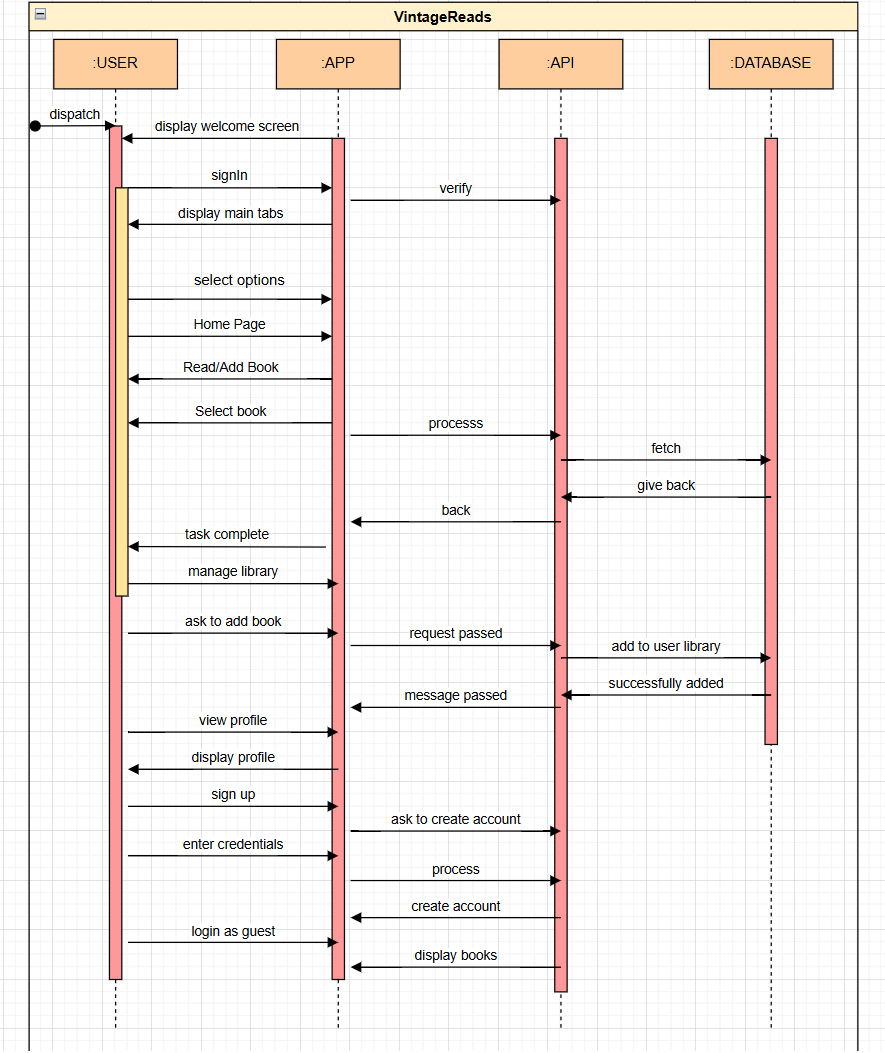 VintageReads
:USER
:APP
:API
:DATABASE
dispatch
display welcome screen
signIn
verify
display main tabs
select options
Home Page
Read/Add Book
Select book
processs
fetch
give back
back
task complete
manage library
ask to add book
request passed
add to user library
successfully added
message passed
view profile
display profile
sign up
ask to create account
enter credentials
process
create account
login as guest
display books